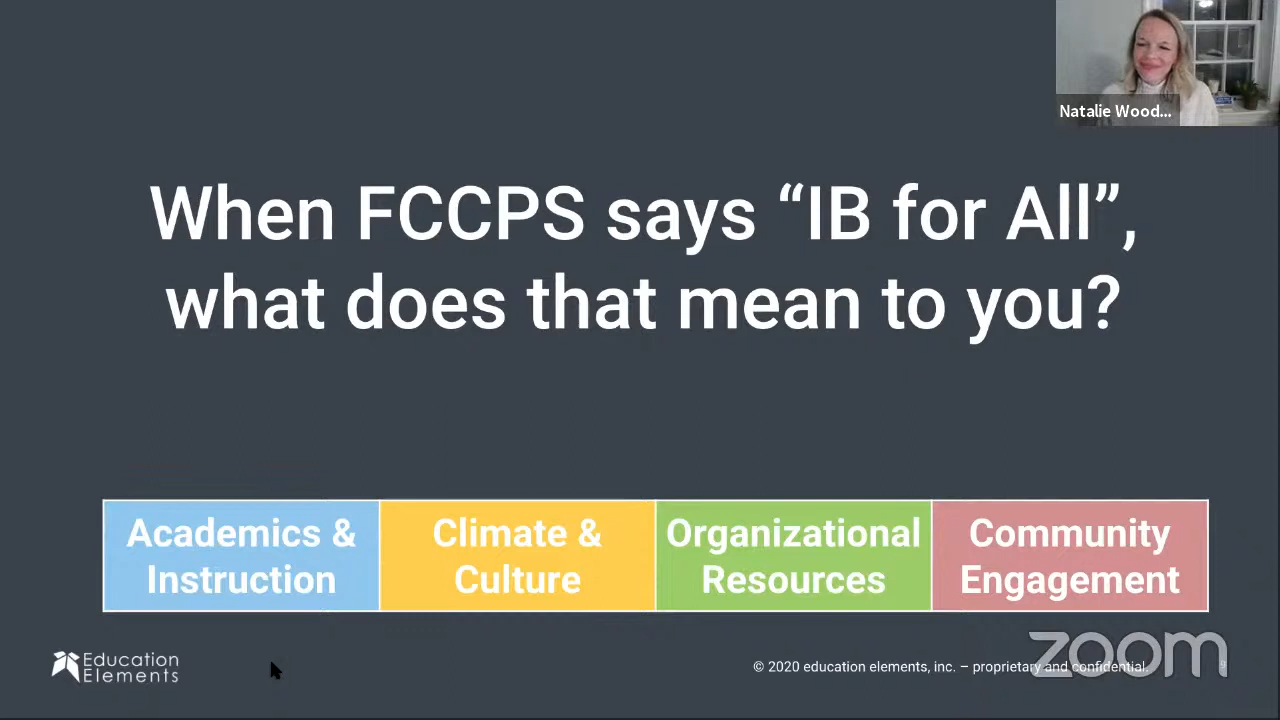 Natalie Wood...
When FCCPS says “IB for All”,
what does that mean to you?
Academics &
Instruction
Climate &
Culture
Organizational
Resources
Community
Engagement
Education
Elements
© 2020 education elements, inc. – proprietary and confidential.
zoom
9